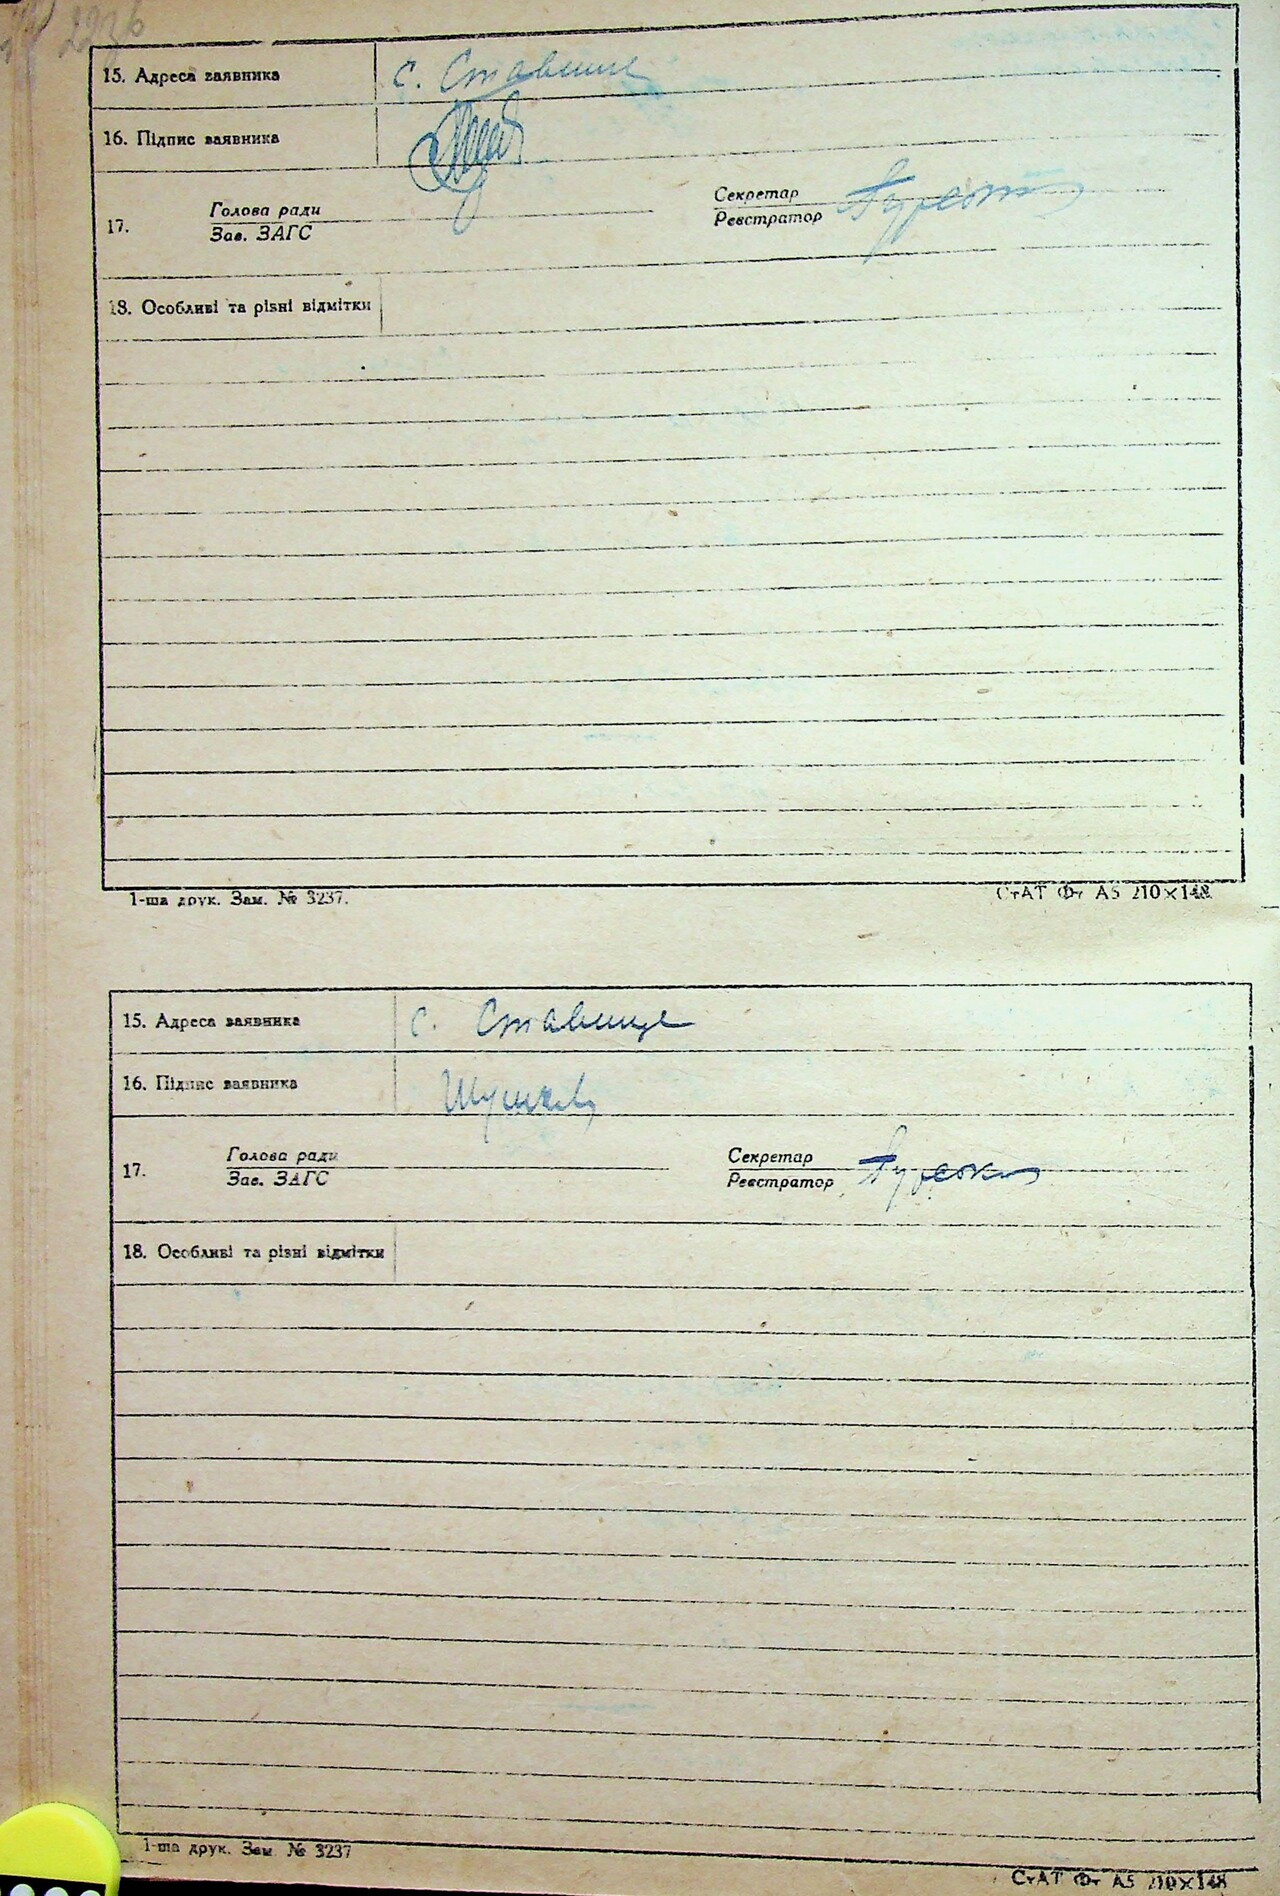 15. Адреса заявника с. Ставище
16. Підпис заявника
17. Голова ради Зав. ЗАГС Секретар Реєстратор
18. Особливі та різні відмітки
1-ша друк. Зам. № 3237. СтАТ Фт А5 210×148
15. Адреса заявника с. Ставище
16. Підпис заявника
17. Голова ради Зав. ЗАГС Секретар Реєстратор
18. Особливі та різні відмітки
1-ша друк. Зам. № 3237 СтАТ Фт А5 210×148